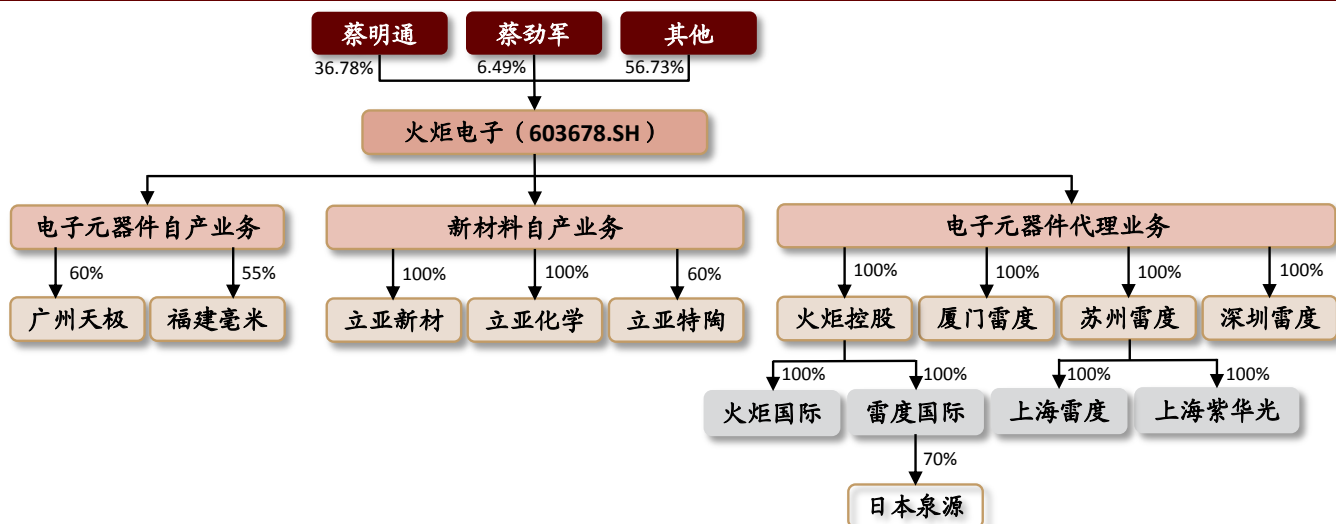 蔡明通
蔡劲军
其他
36.78%
6.49%
56.73%
火炬电子（603678.SH）
电子元器件自产业务
新材料自产业务
电子元器件代理业务
60%
55%
100%
100%
60%
100%
100%
100%
100%
广州天极
福建毫米
立亚新材
立亚化学
立亚特陶
火炬控股
厦门雷度
苏州雷度
深圳雷度
100%
100%
100%
100%
火炬国际
雷度国际
上海雷度
上海紫华光
70%
日本泉源